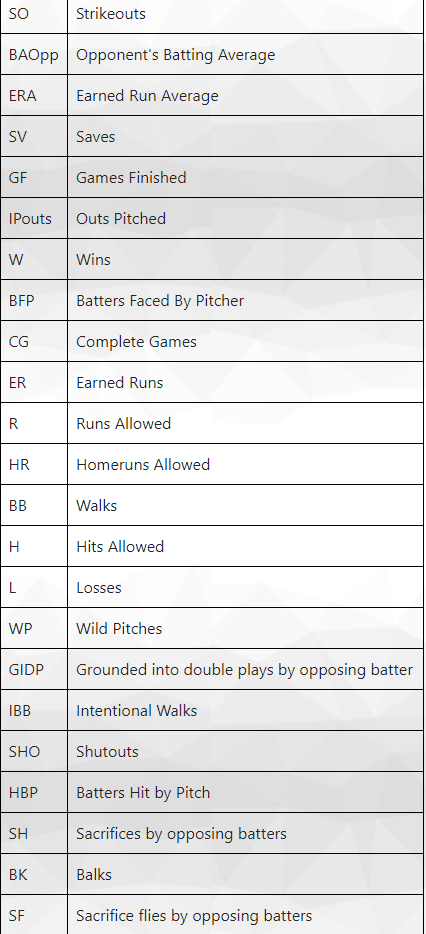 SO Strikeouts
BAOpp Opponent's Batting Average
ERA Earned Run Average
SV Saves
GF Games Finished
IPouts Outs Pitched
W Wins
BFP Batters Faced By Pitcher
CG Complete Games
ER Earned Runs
R Runs Allowed
HR Homeruns Allowed
BB Walks
H Hits Allowed
L Losses
WP Wild Pitches
GIDP Grounded into double plays by opposing batter
IBB Intentional Walks
SHO Shutouts
HBP Batters Hit by Pitch
SH Sacrifices by opposing batters
BK Balks
SF Sacrifice flies by opposing batters